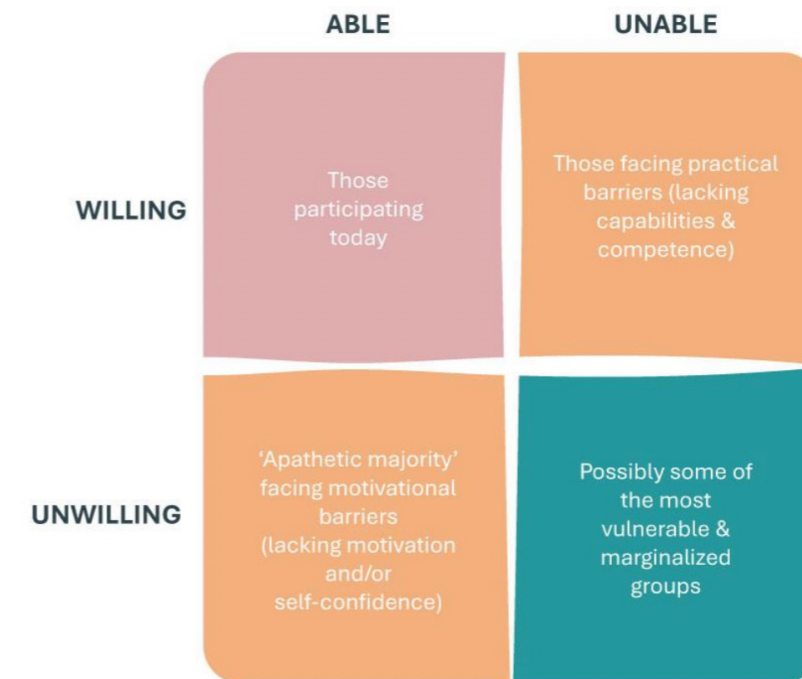 ABLE
UNABLE
WILLING
Those
participating
today
Those facing practical
barriers (lacking
capabilities &
competence)
UNWILLING
‘Apathetic majority’
facing motivational
barriers
(lacking motivation
and/or
self-confidence)
Possibly some of
the most
vulnerable &
marginalized
groups